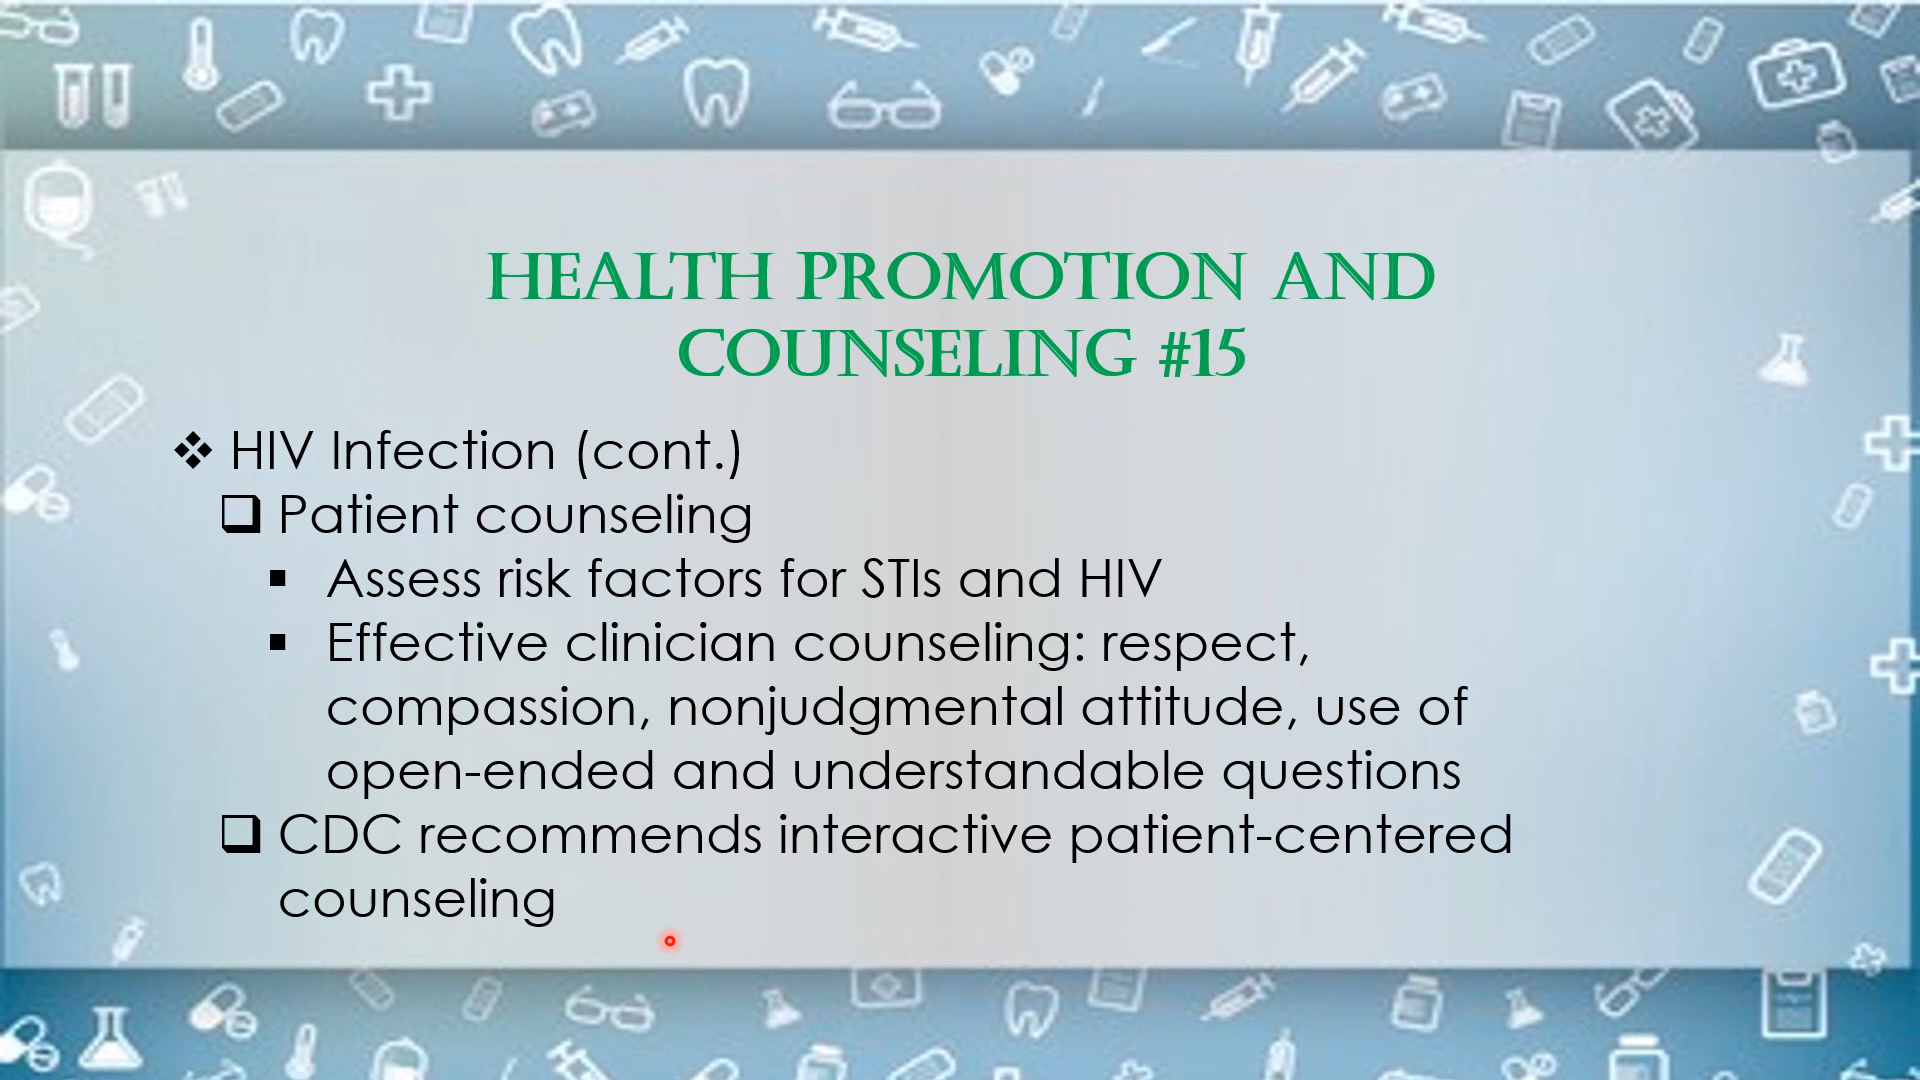 HEALTH PROMOTION AND
COUNSELING #15
❖ HIV Infection (cont.)
❑ Patient counseling
▪ Assess risk factors for STIs and HIV
▪ Effective clinician counseling: respect,
compassion, nonjudgmental attitude, use of
open-ended and understandable questions
❑ CDC recommends interactive patient-centered
counseling